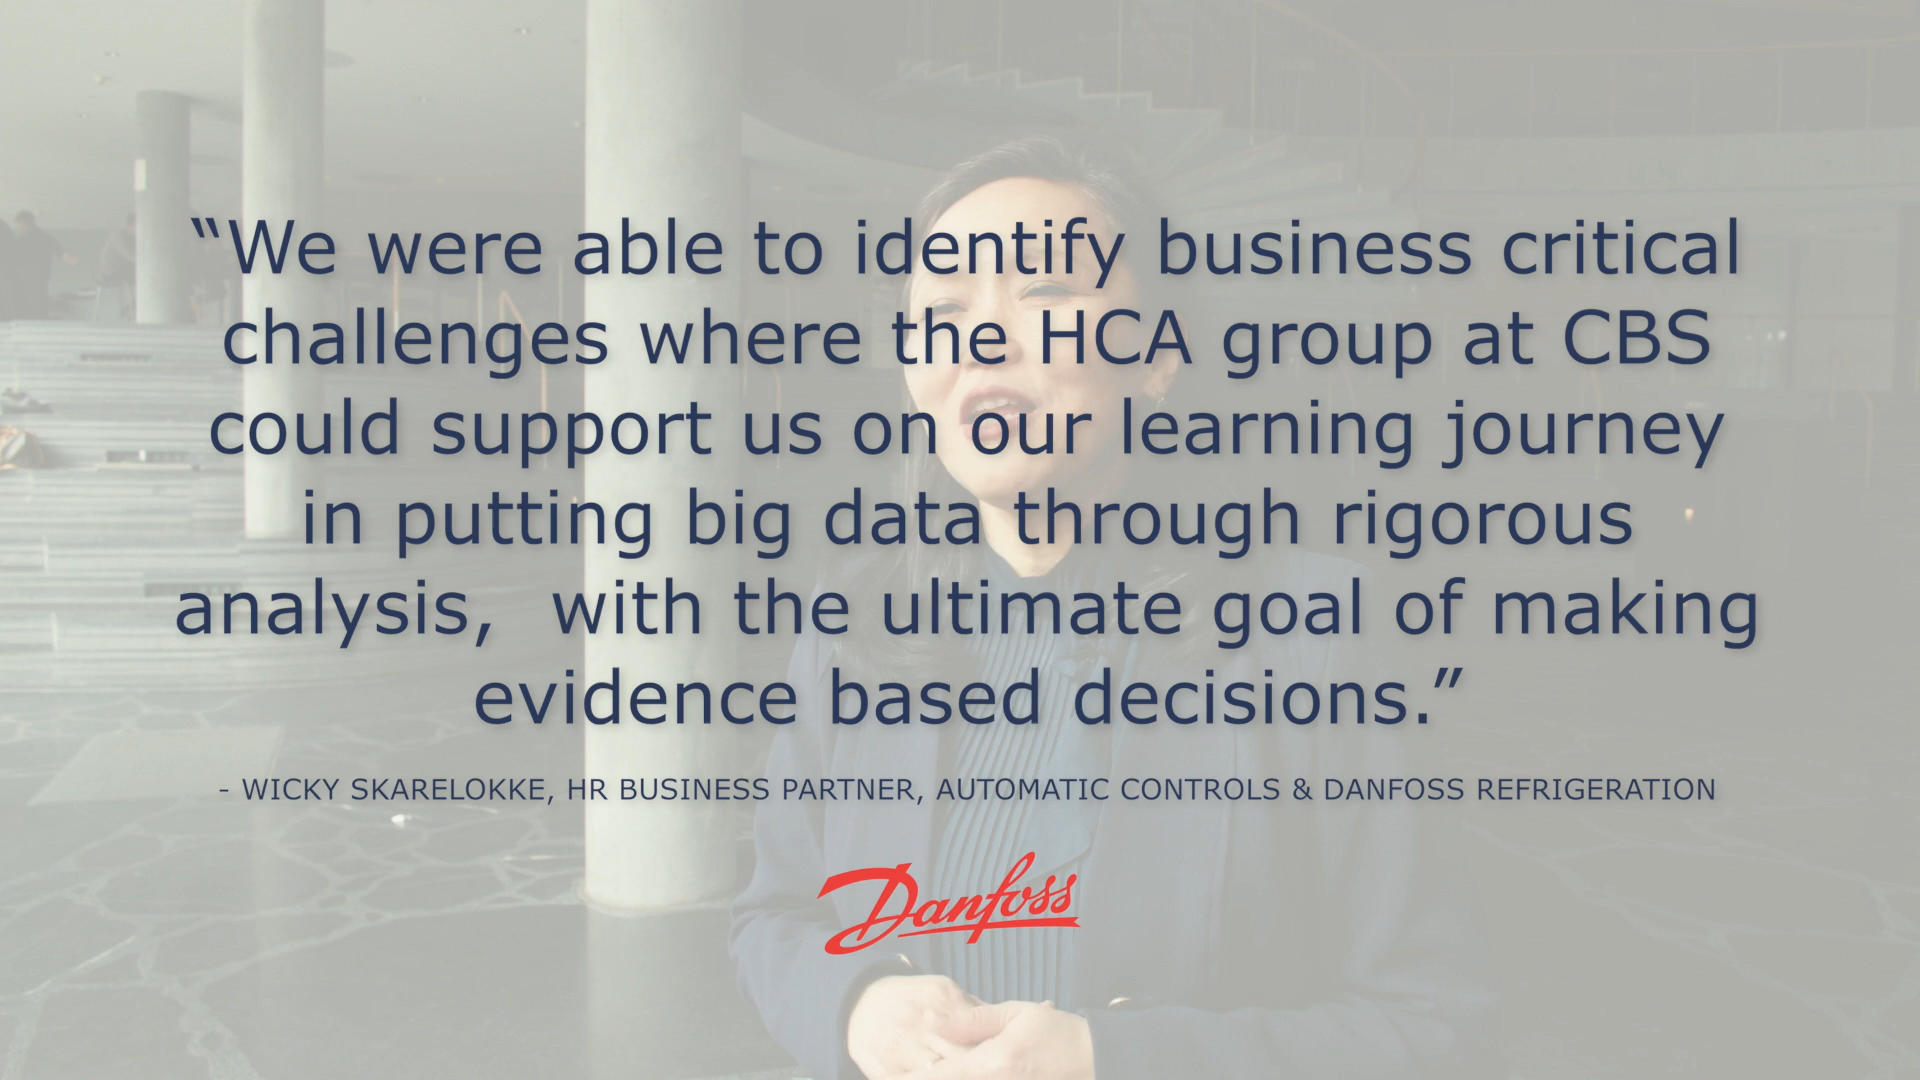 “We were able to identify business critical
challenges where the HCA group at CBS
could support us on our learning journey
in putting big data through rigorous
analysis,  with the ultimate goal of making
evidence based decisions.”
- WICKY SKARELOKKE, HR BUSINESS PARTNER, AUTOMATIC CONTROLS & DANFOSS REFRIGERATION
Danfoss